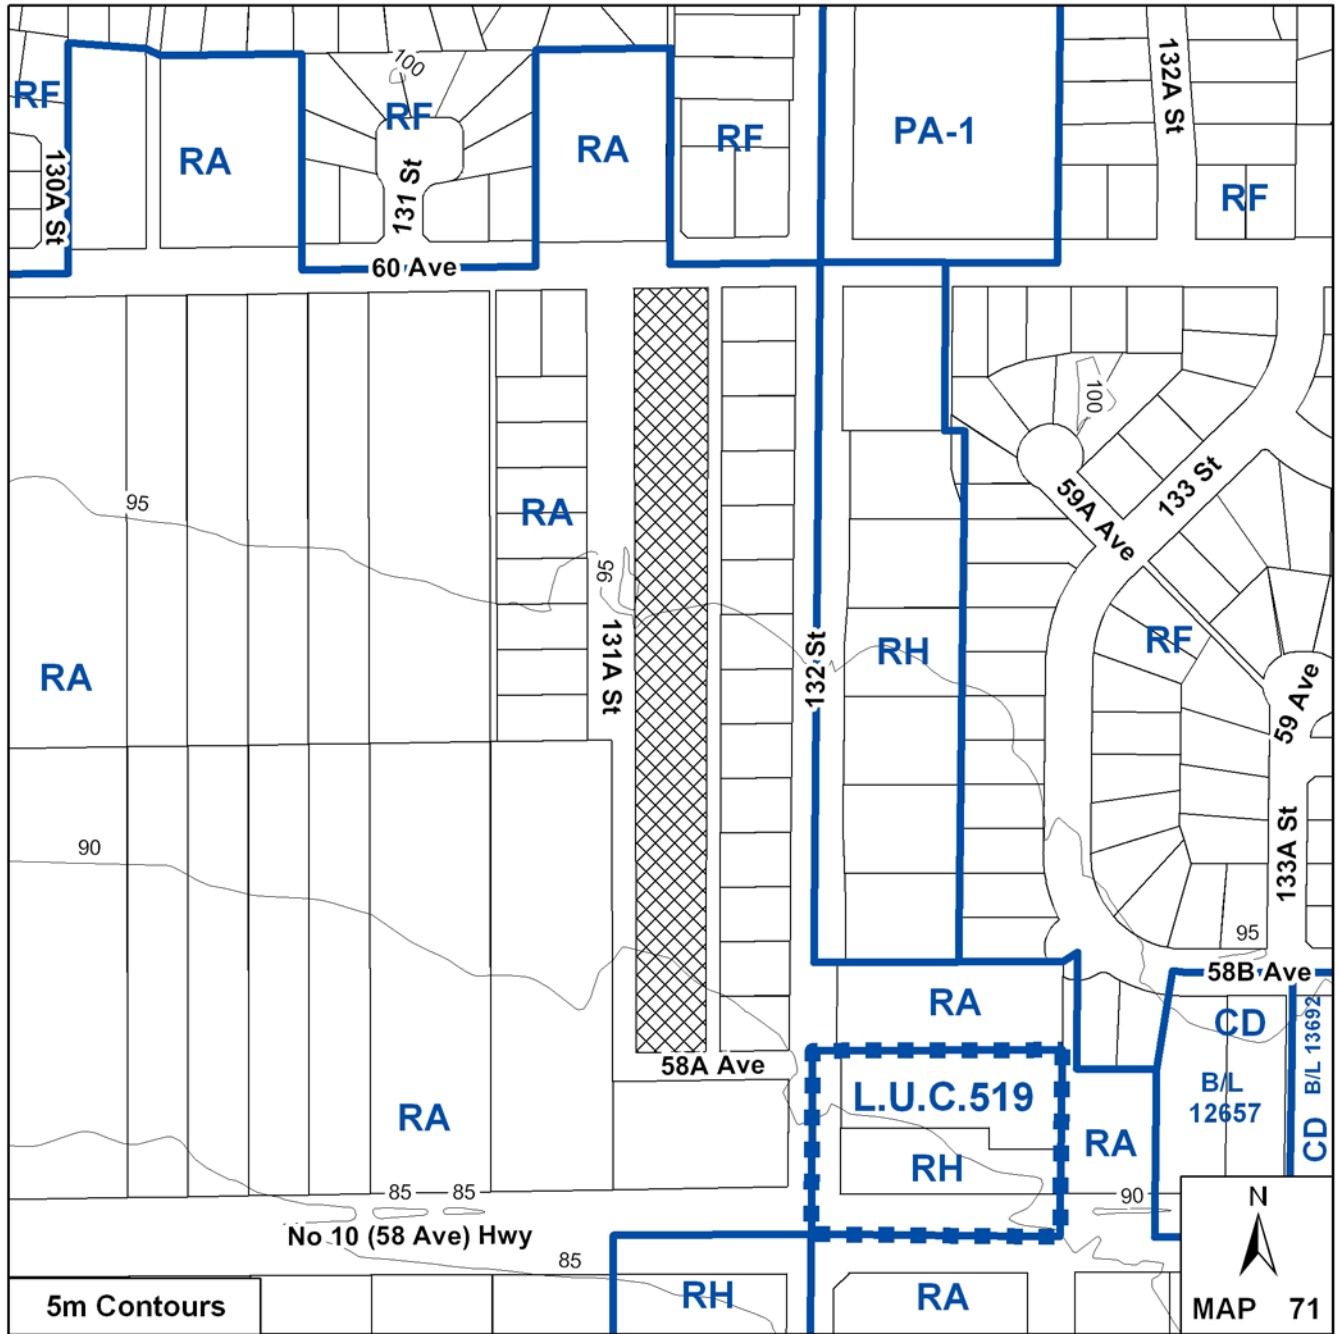 100
RF
RF
RA
RA
RF
PA-1
132A St
RF
130A St
131 St
60 Ave
100
133 St
59A Ave
95
RA
95
131A St
132 St
RH
RF
RA
59 Ave
90
133A St
95
58B Ave
RA
CD
CD B/L 13692
58A Ave
L.U.C.519
B/L
12657
RA
RH
RA
85
85
90
No 10 (58 Ave) Hwy
85
N
RH
RA
5m Contours
MAP 71